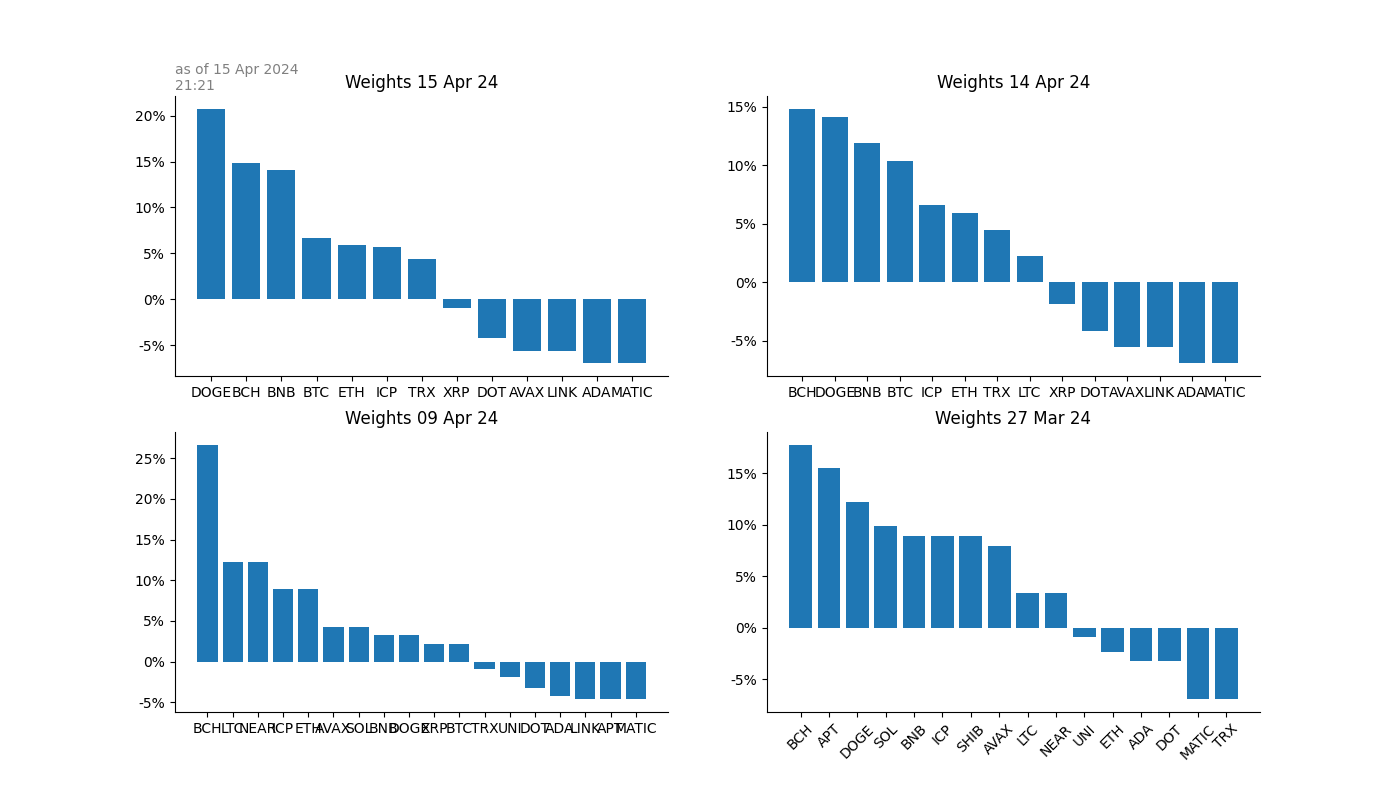 as of 15 Apr 2024
21:21
Weights 15 Apr 24
20%
15%
10%
5%
0%
-5%
DOGE BCH BNB BTC ETH ICP TRX XRP DOT AVAX LINK ADA MATIC
Weights 14 Apr 24
15%
10%
5%
0%
-5%
BCH DOGE BNB BTC ICP ETH TRX LTC XRP DOT AVAX LINK ADA MATIC
Weights 09 Apr 24
25%
20%
15%
10%
5%
0%
-5%
BCH LTC NEAR ICP ETH AVAX SOL BNB DOGE XRP BTC TRX UNI DOT ADA LINK APT MATIC
Weights 27 Mar 24
15%
10%
5%
0%
-5%
BCH APT DOGE SOL BNB ICP SHIB AVAX LTC NEAR UNI ETH ADA DOT MATIC TRX